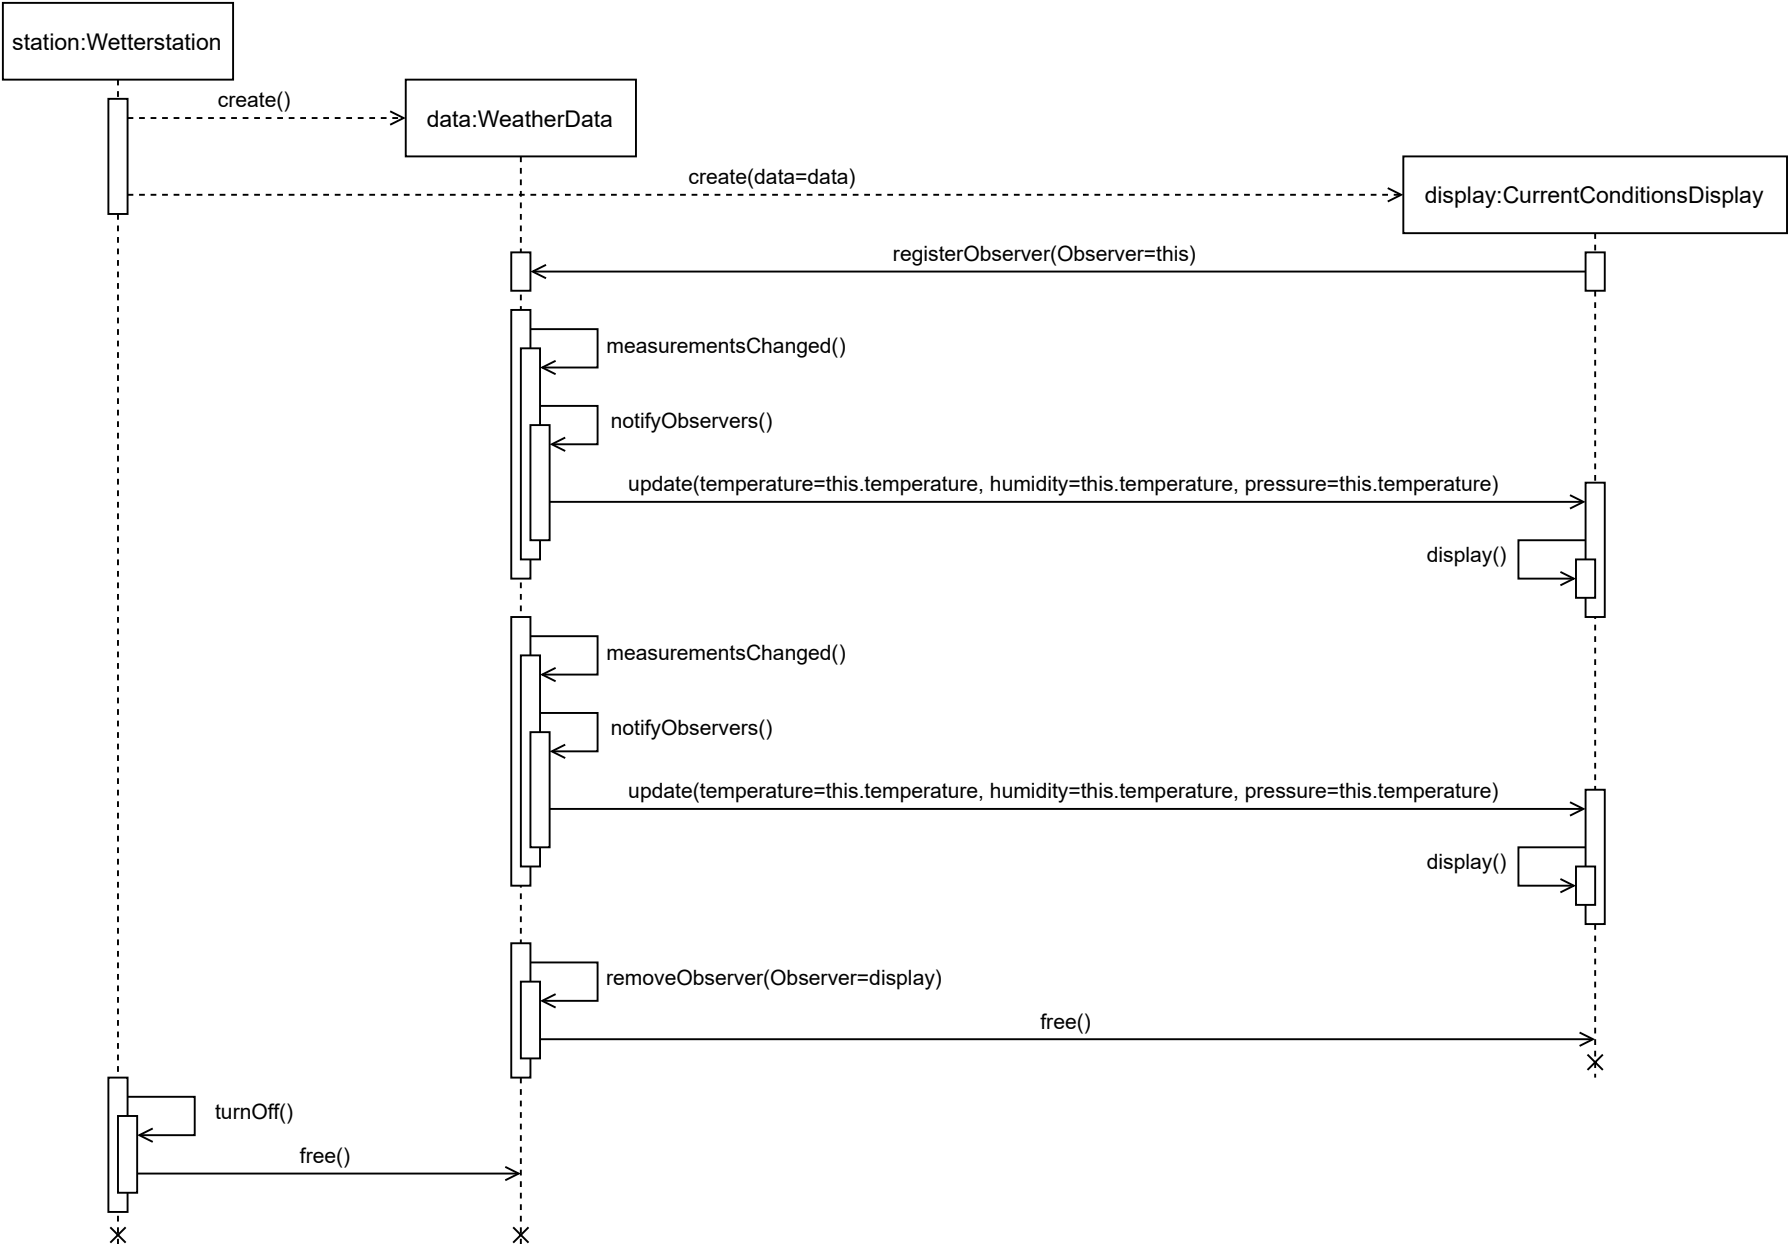 station:Wetterstation
create()
data:WeatherData
create(data=data)
display:CurrentConditionsDisplay
registerObserver(Observer=this)
measurementsChanged()
notifyObservers()
update(temperature=this.temperature, humidity=this.temperature, pressure=this.temperature)
display()
measurementsChanged()
notifyObservers()
update(temperature=this.temperature, humidity=this.temperature, pressure=this.temperature)
display()
removeObserver(Observer=display)
free()
turnOff()
free()